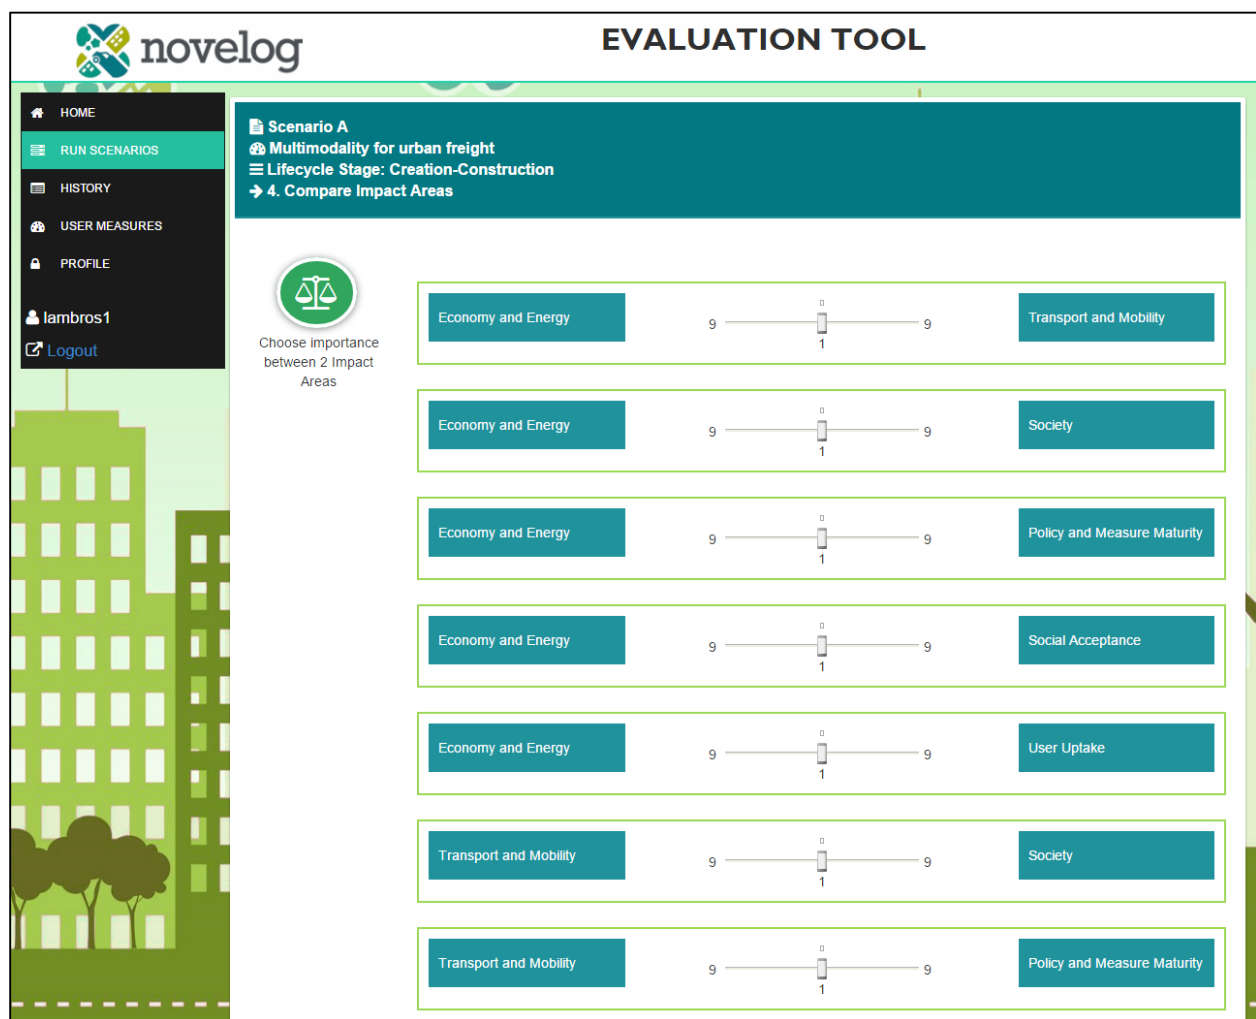 novelog
EVALUATION TOOL
HOME
RUN SCENARIOS
HISTORY
USER MEASURES
PROFILE
lambros1
Logout
Scenario A
Multimodality for urban freight
Lifecycle Stage: Creation-Construction
4. Compare Impact Areas
Choose importance
between 2 Impact
Areas
Economy and Energy 9 1 9 Transport and Mobility
Economy and Energy 9 1 9 Society
Economy and Energy 9 1 9 Policy and Measure Maturity
Economy and Energy 9 1 9 Social Acceptance
Economy and Energy 9 1 9 User Uptake
Transport and Mobility 9 1 9 Society
Transport and Mobility 9 1 9 Policy and Measure Maturity